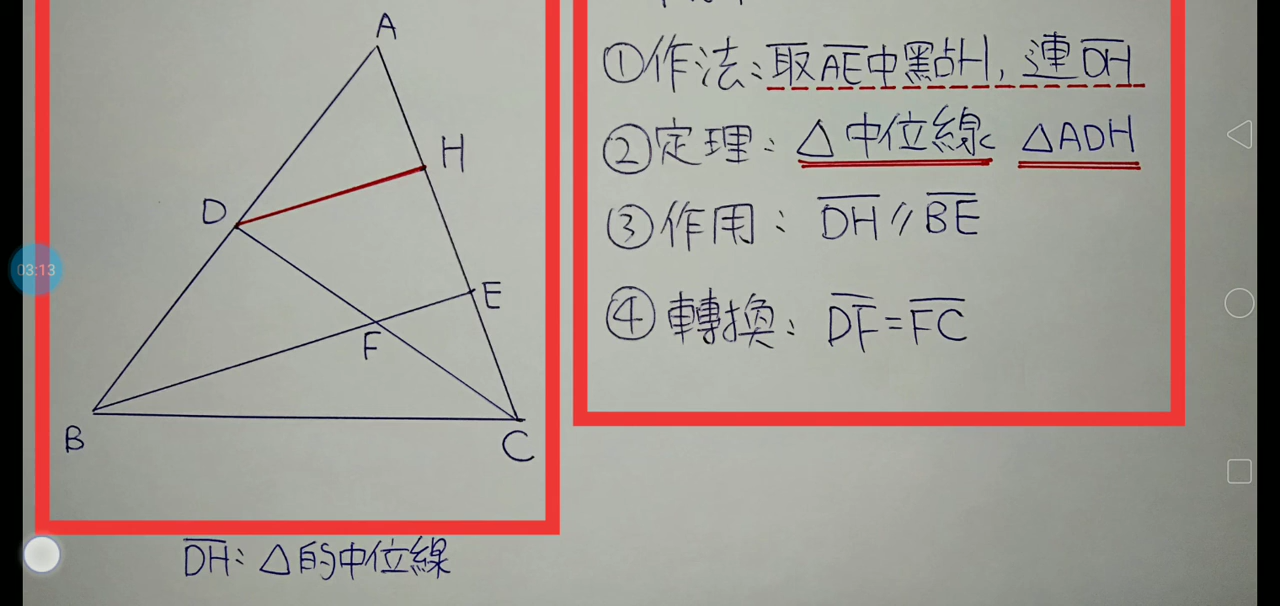 A
H
D
E
F
B
C
DH：△的中位線
①作法：取AE中點H，連DH
②定理：△中位線 △ADH
③作用：DH∥BE
④轉換：DF=FC
03:13